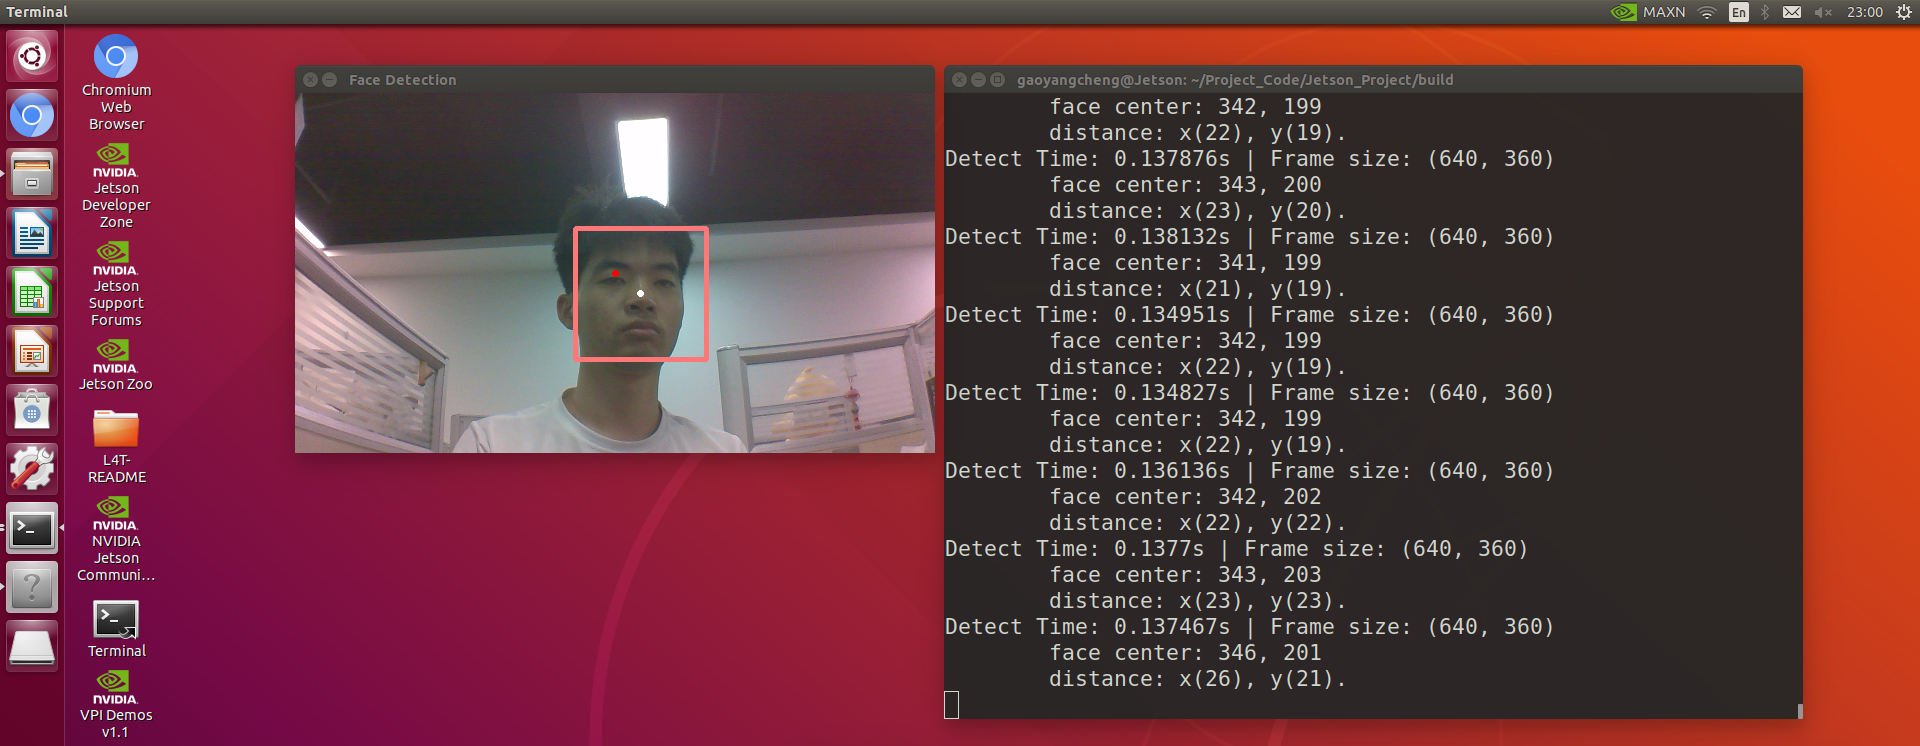 Terminal
MAXN
En
23:00
Chromium
Web
Browser
NVIDIA.
Jetson
Developer
Zone
NVIDIA.
Jetson
Support
Forums
NVIDIA.
Jetson Zoo
L4T-
README
NVIDIA.
NVIDIA
Jetson
Communi...
Terminal
NVIDIA.
VPI Demos
v1.1
Face Detection
gaoyangcheng@Jetson: ~/Project_Code/Jetson_Project/build
face center: 342, 199
distance: x(22), y(19).
Detect Time: 0.137876s | Frame size: (640, 360)
face center: 343, 200
distance: x(23), y(20).
Detect Time: 0.138132s | Frame size: (640, 360)
face center: 341, 199
distance: x(21), y(19).
Detect Time: 0.134951s | Frame size: (640, 360)
face center: 342, 199
distance: x(22), y(19).
Detect Time: 0.134827s | Frame size: (640, 360)
face center: 342, 199
distance: x(22), y(19).
Detect Time: 0.136136s | Frame size: (640, 360)
face center: 342, 202
distance: x(22), y(22).
Detect Time: 0.1377s | Frame size: (640, 360)
face center: 343, 203
distance: x(23), y(23).
Detect Time: 0.137467s | Frame size: (640, 360)
face center: 346, 201
distance: x(26), y(21).